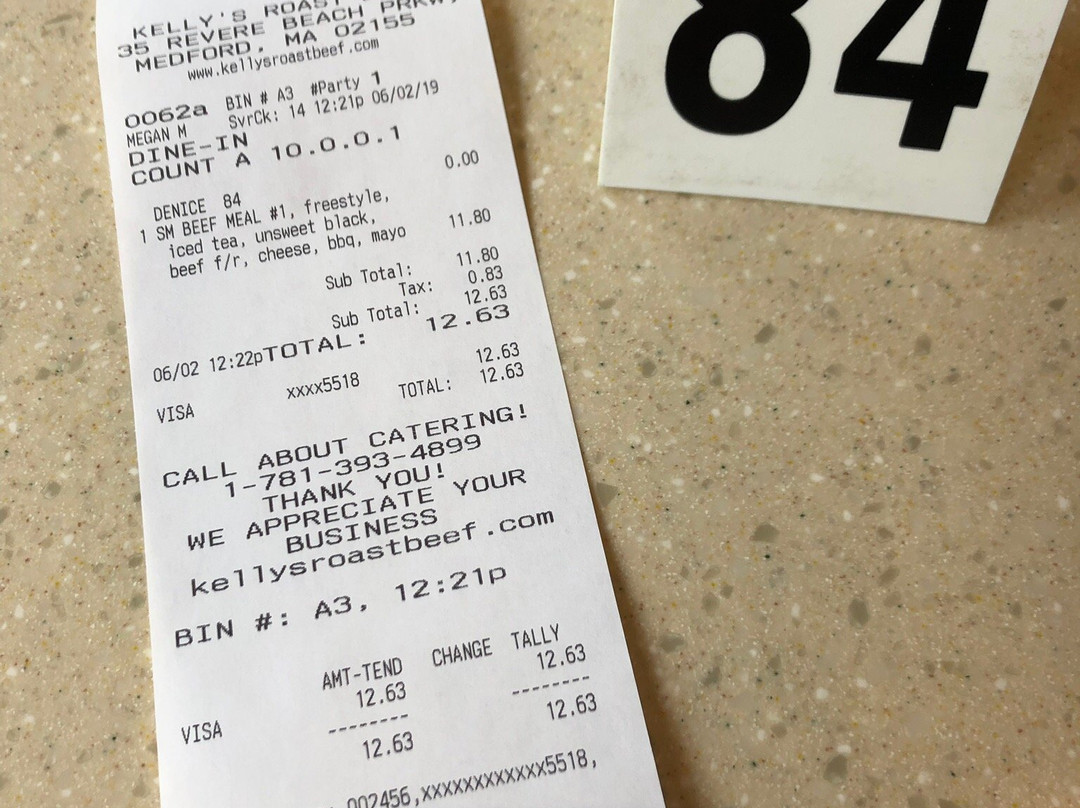 KELLY'S ROAST
35 REVERE BEACH PRKW,
MEDFORD, MA 02155
www.kellysroastbeef.com
0062a BIN # A3 #Party 1
MEGAN M SvrCk: 14 12:21p 06/02/19
DINE-IN
COUNT A 10.0.0.1
DENICE 84 0.00
1 SM BEEF MEAL #1, freestyle,
iced tea, unsweet black,
beef f/r, cheese, bbq, mayo 11.80
Sub Total: 11.80
Tax: 0.83
Sub Total: 12.63
06/02 12:22pTOTAL: 12.63
12.63
VISA xxxx5518 TOTAL: 12.63
CALL ABOUT CATERING!
1-781-393-4899
THANK YOU!
WE APPRECIATE YOUR
BUSINESS
kellysroastbeef.com
BIN #: A3, 12:21p
AMT-TEND CHANGE TALLY
VISA 12.63 12.63
-------- --------
12.63 12.63
002456,xxxxxxxxxxxx5518,
84